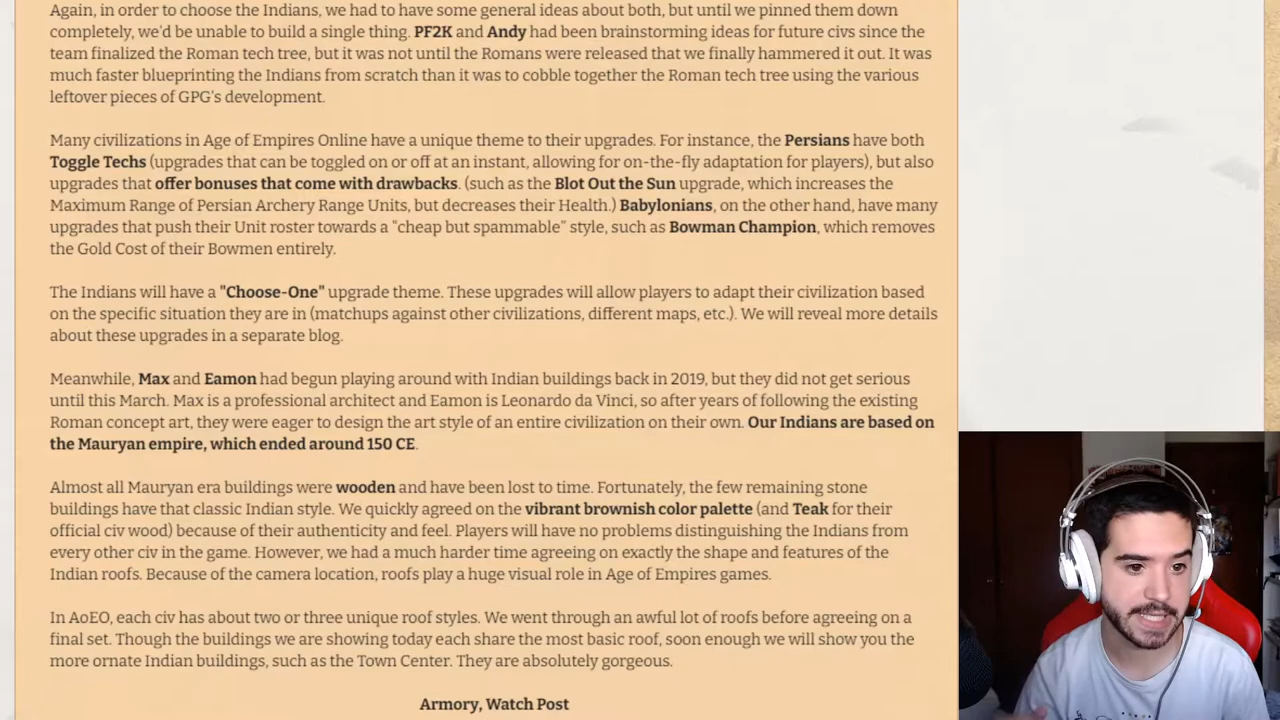 Again, in order to choose the Indians, we had to have some general ideas about both, but until we pinned them down
completely, we'd be unable to build a single thing. PF2K and Andy had been brainstorming ideas for future civs since the
team finalized the Roman tech tree, but it was not until the Romans were released that we finally hammered it out. It was
much faster blueprinting the Indians from scratch than it was to cobble together the Roman tech tree using the various
leftover pieces of GPG's development.
Many civilizations in Age of Empires Online have a unique theme to their upgrades. For instance, the Persians have both
Toggle Techs (upgrades that can be toggled on or off at an instant, allowing for on-the-fly adaptation for players), but also
upgrades that offer bonuses that come with drawbacks. (such as the Blot Out the Sun upgrade, which increases the
Maximum Range of Persian Archery Range Units, but decreases their Health.) Babylonians, on the other hand, have many
upgrades that push their Unit roster towards a "cheap but spammable" style, such as Bowman Champion, which removes
the Gold Cost of their Bowmen entirely.
The Indians will have a "Choose-One" upgrade theme. These upgrades will allow players to adapt their civilization based
on the specific situation they are in (matchups against other civilizations, different maps, etc.). We will reveal more details
about these upgrades in a separate blog.
Meanwhile, Max and Eamon had begun playing around with Indian buildings back in 2019, but they did not get serious
until this March. Max is a professional architect and Eamon is Leonardo da Vinci, so after years of following the existing
Roman concept art, they were eager to design the art style of an entire civilization on their own. Our Indians are based on
the Mauryan empire, which ended around 150 CE.
Almost all Mauryan era buildings were wooden and have been lost to time. Fortunately, the few remaining stone
buildings have that classic Indian style. We quickly agreed on the vibrant brownish color palette (and Teak for their
official civ wood) because of their authenticity and feel. Players will have no problems distinguishing the Indians from
every other civ in the game. However, we had a much harder time agreeing on exactly the shape and features of the
Indian roofs. Because of the camera location, roofs play a huge visual role in Age of Empires games.
In AoEO, each civ has about two or three unique roof styles. We went through an awful lot of roofs before agreeing on a
final set. Though the buildings we are showing today each share the most basic roof, soon enough we will show you the
more ornate Indian buildings, such as the Town Center. They are absolutely gorgeous.
Armory, Watch Post